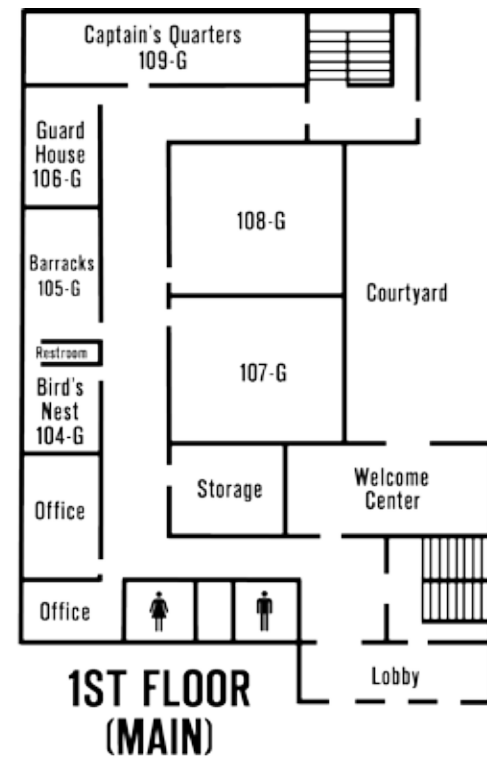 Captain's Quarters
109-G
Guard
House
106-G
108-G
Barracks
105-G
Courtyard
Restroom
107-G
Bird's
Nest
104-G
Storage
Welcome
Center
Office
Office
Lobby
1ST FLOOR
(MAIN)